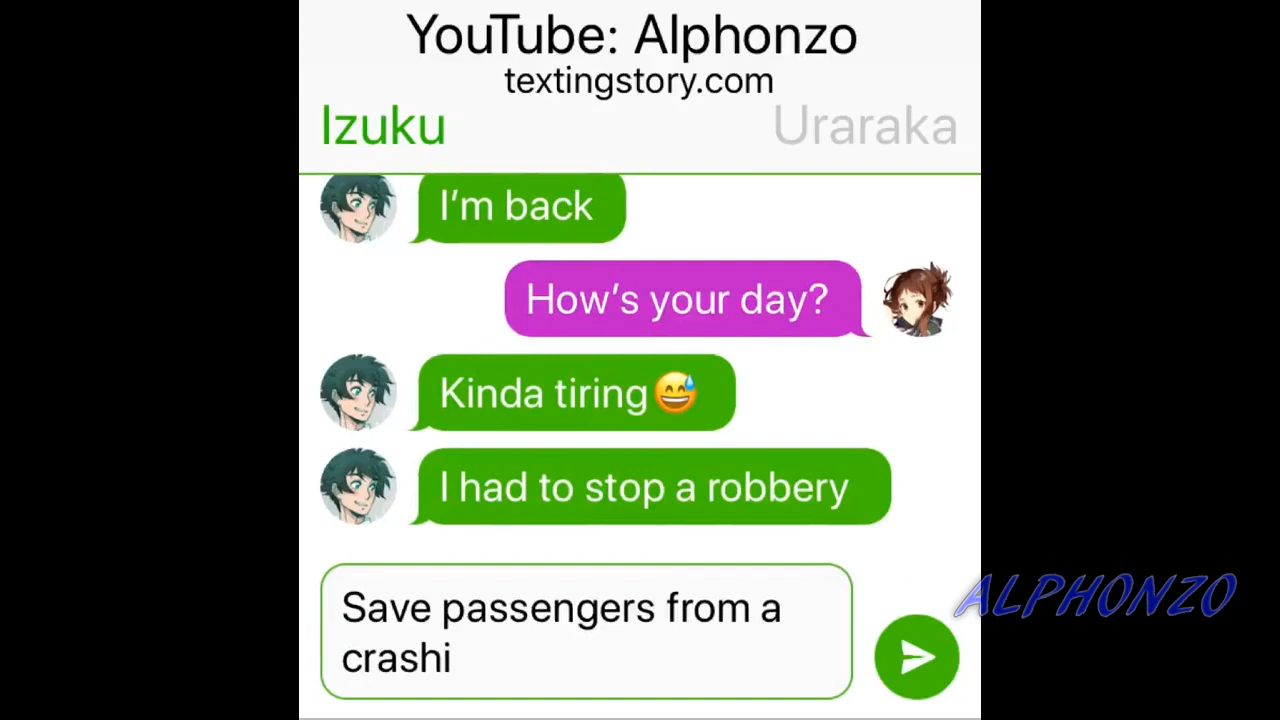 YouTube: Alphonzo
textingstory.com
Izuku
Uraraka
I'm back
How's your day?
Kinda tiring😅
I had to stop a robbery
Save passengers from a
crashi
ALPHONZO